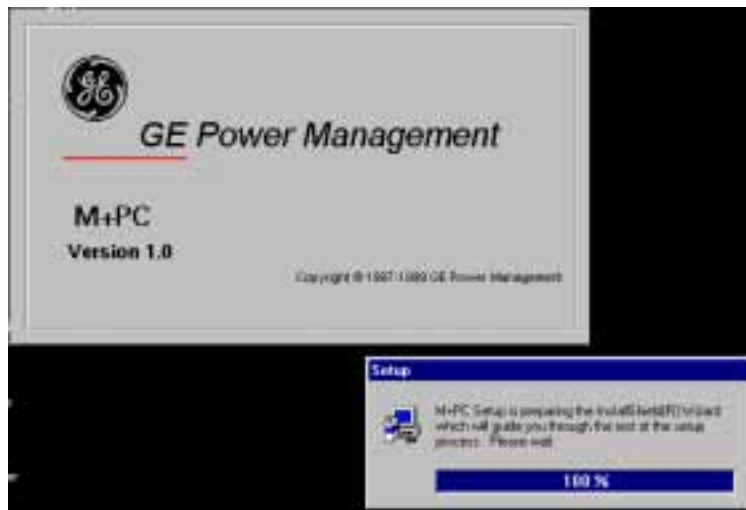 GE
GE Power Management
M+PC
Version 1.0
Copyright © 1997-1999 GE Power Management
Setup
M+PC Setup is preparing the InstallShield(R) Wizard
which will guide you through the rest of the setup
process. Please wait.
100 %